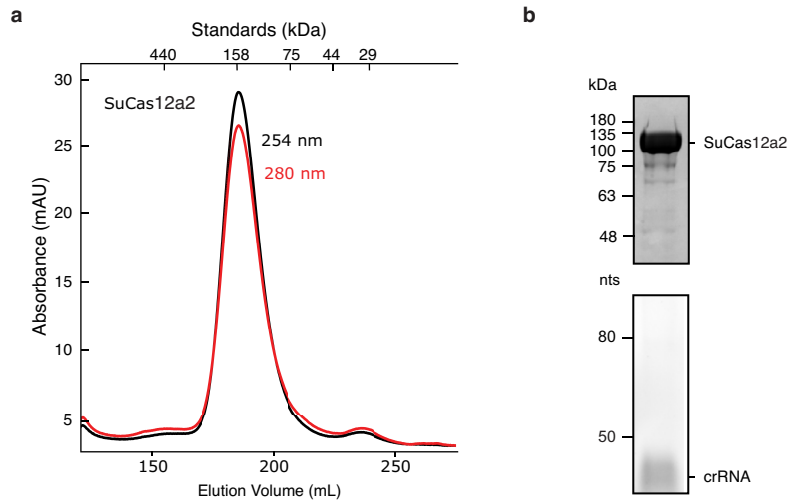 a
Standards (kDa)
440 158 75 44 29
30
25
20
15
10
5
Absorbance (mAU)
SuCas12a2
254 nm
280 nm
150 200 250
Elution Volume (mL)
b
kDa
180
135
100
75
63
48
SuCas12a2
nts
80
50
crRNA